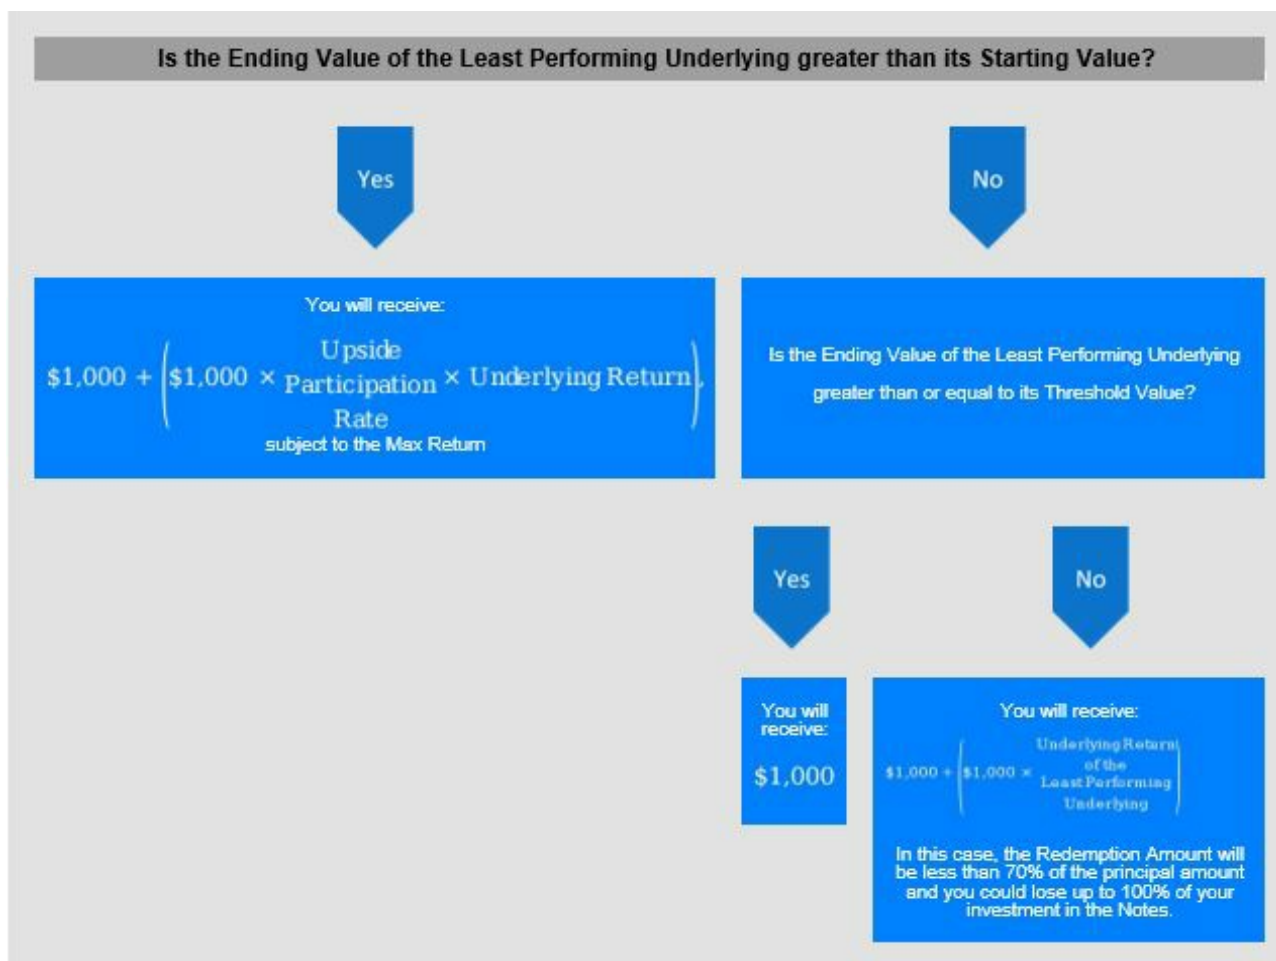 Is the Ending Value of the Least Performing Underlying greater than its Starting Value?
Yes
No
You will receive:
$1,000 + ($1,000 × Upside Participation Rate × Underlying Return),
subject to the Max Return
Is the Ending Value of the Least Performing Underlying
greater than or equal to its Threshold Value?
Yes
No
You will
receive:
$1,000
You will receive:
$1,000 + ($1,000 × Underlying Return of the Least Performing Underlying)
In this case, the Redemption Amount will
be less than 70% of the principal amount
and you could lose up to 100% of your
investment in the Notes.